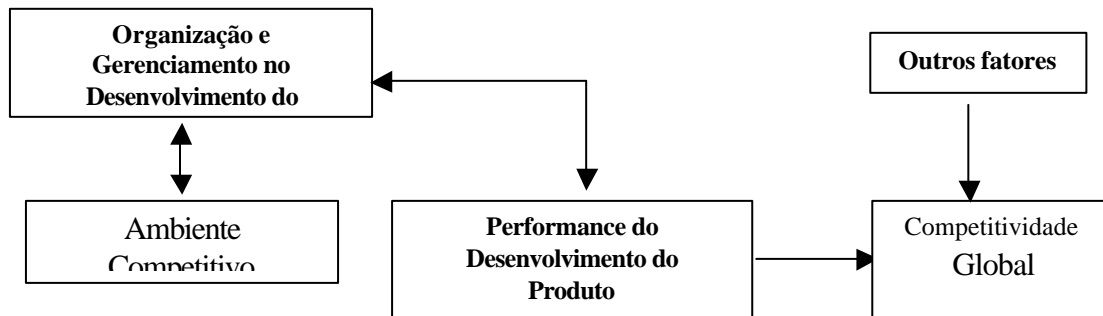 Organização e
Gerenciamento no
Desenvolvimento do
Outros fatores
Ambiente
Competitivo
Performance do
Desenvolvimento do
Produto
Competitividade
Global